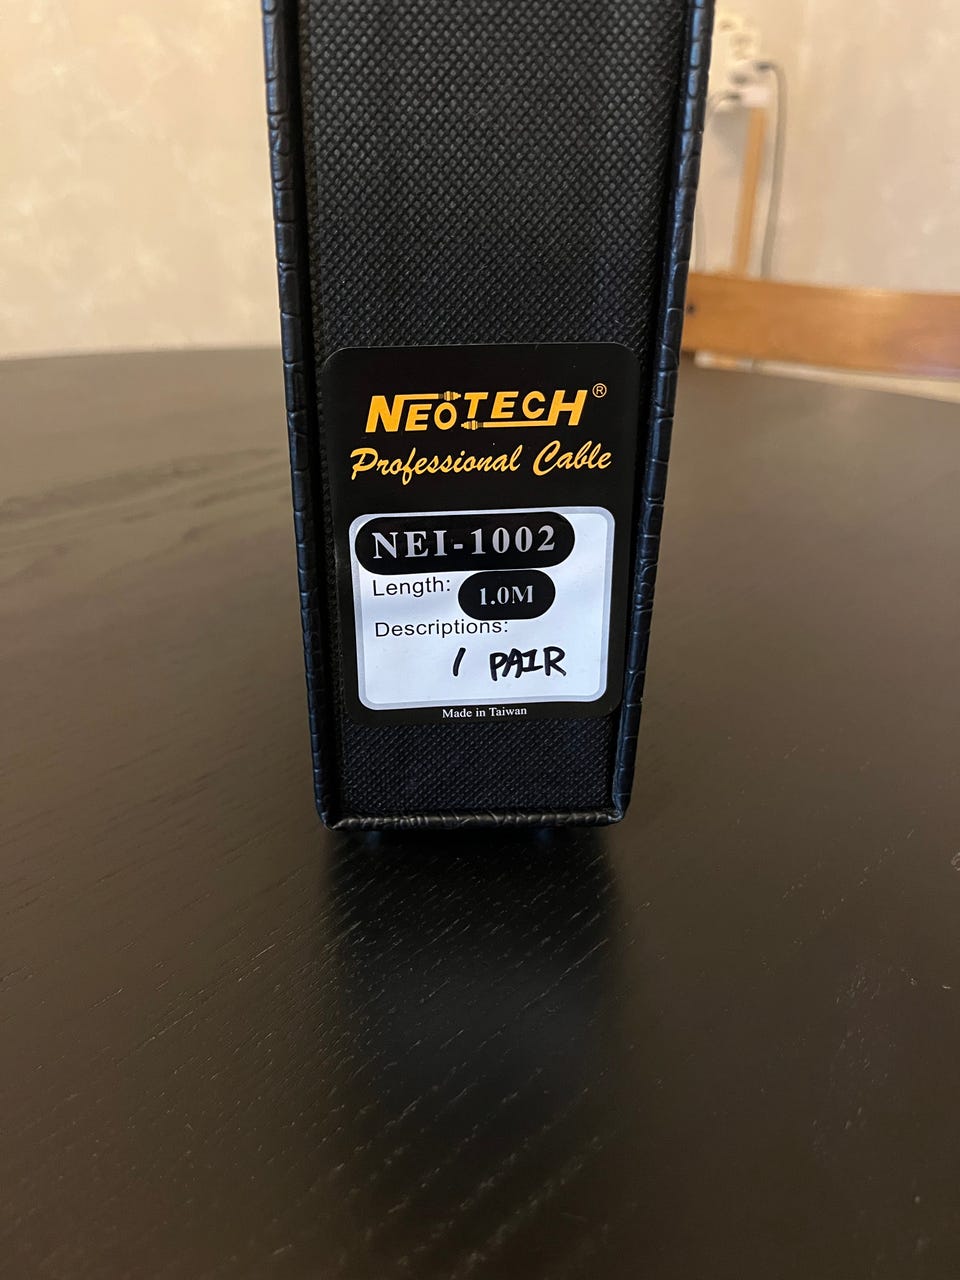 NEOTECH®
Professional Cable
NEI-1002
Length: 1.0M
Descriptions:
1 PAIR
Made in Taiwan